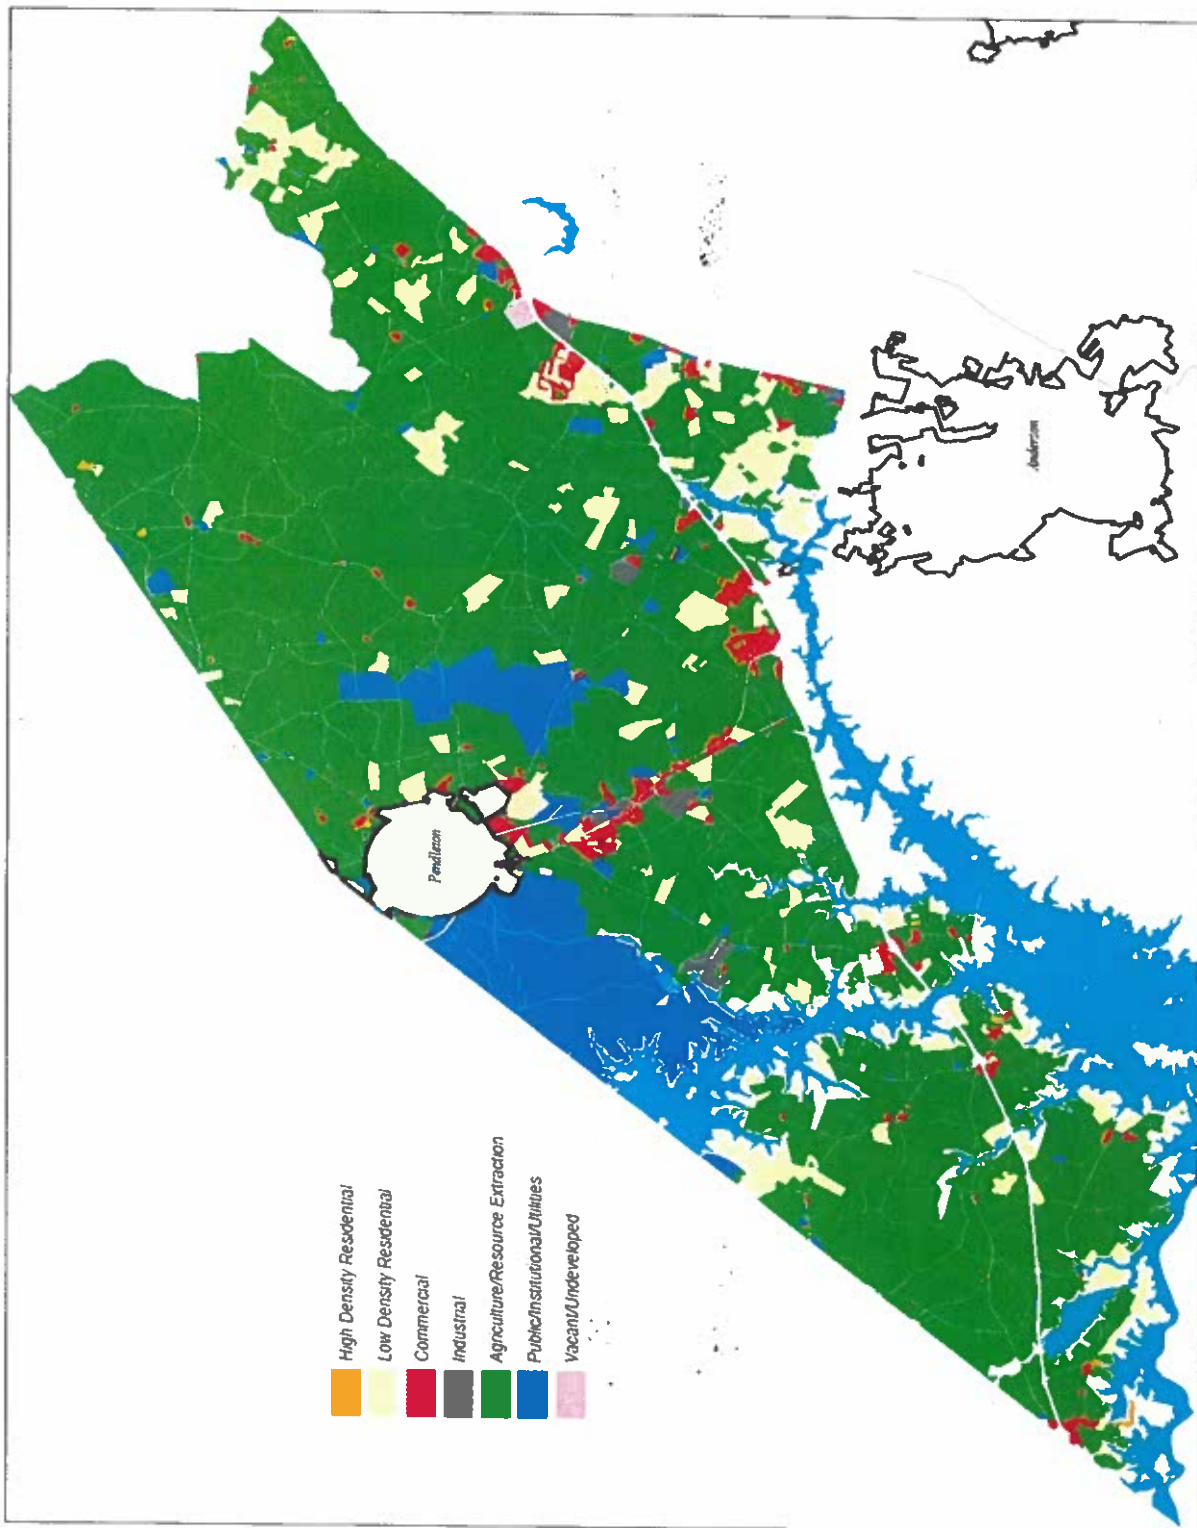 High Density Residential
Low Density Residential
Commercial
Industrial
Agriculture/Resource Extraction
Public/Institutional/Utilities
Vacant/Undeveloped
Pendleton
Anderson